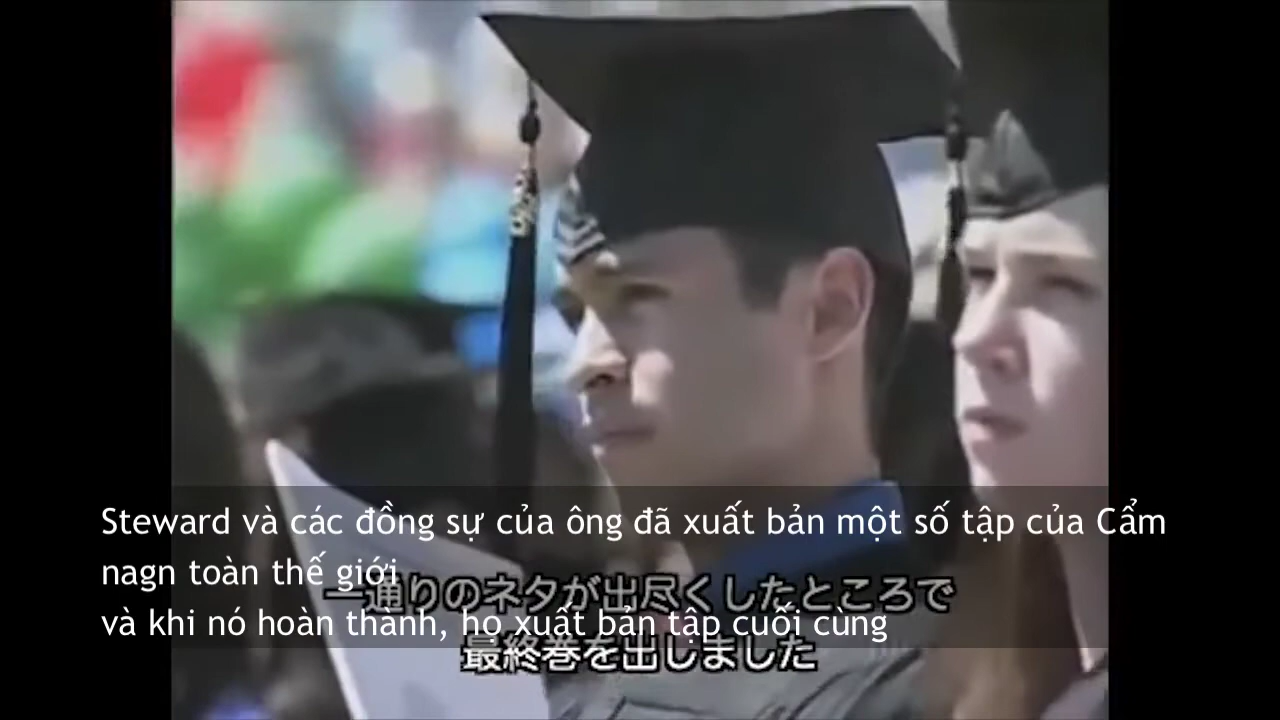 Steward và các đồng sự của ông đã xuất bản một số tập của Cẩm
nagn toàn thế giới
一通りのネタが出尽くしたところで
và khi nó hoàn thành, họ xuất bản tập cuối cùng
最終巻を出しました